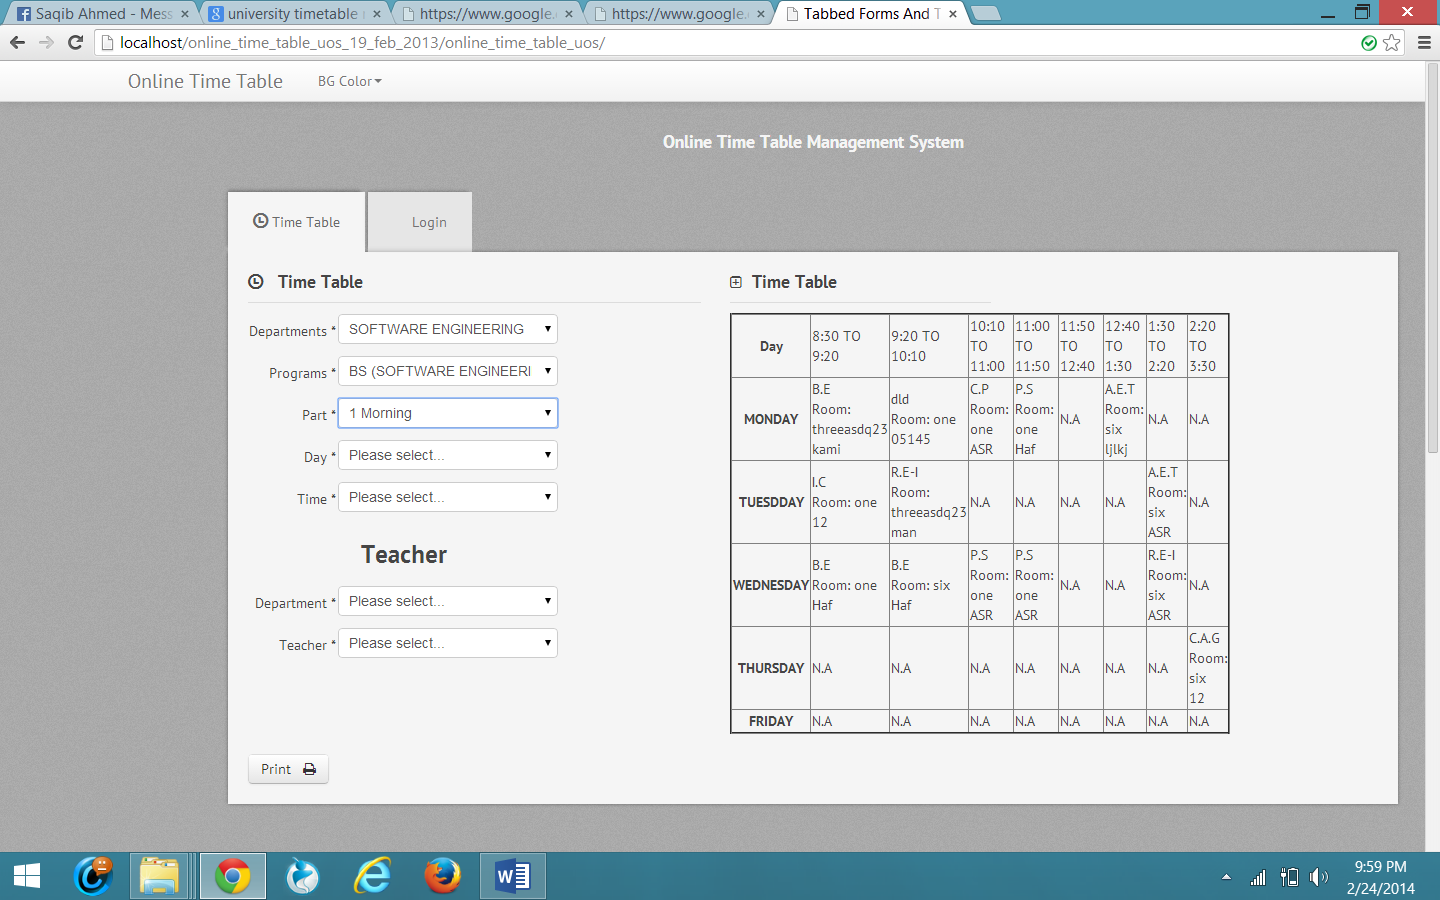 Saqib Ahmed - Mess
university timetable
https://www.google.
https://www.google.
Tabbed Forms And T
localhost/online_time_table_uos_19_feb_2013/online_time_table_uos/
Online Time Table
BG Color
Online Time Table Management System
Time Table
Login
Time Table
Departments *
SOFTWARE ENGINEERING
Programs *
BS (SOFTWARE ENGINEERI
Part *
1 Morning
Day *
Please select...
Time *
Please select...
Teacher
Department *
Please select...
Teacher *
Please select...
Print
Time Table
Day
8:30 TO
9:20
9:20 TO
10:10
10:10
TO
11:00
11:00
TO
11:50
11:50
TO
12:40
12:40
TO
1:30
1:30
TO
2:20
2:20
TO
3:30
MONDAY
B.E
Room:
threeasdq23
kami
dld
Room: one
05145
C.P
Room:
one
ASR
P.S
Room:
one
Haf
N.A
A.E.T
Room:
six
ljlkj
N.A
N.A
TUESDDAY
I.C
Room: one
12
R.E-I
Room:
threeasdq23
man
N.A
N.A
N.A
N.A
A.E.T
Room:
six
ASR
N.A
WEDNESDAY
B.E
Room: one
Haf
B.E
Room: six
Haf
P.S
Room:
one
ASR
P.S
Room:
one
ASR
N.A
N.A
R.E-I
Room:
six
ASR
N.A
THURSDAY
N.A
N.A
N.A
N.A
N.A
N.A
N.A
C.A.G
Room:
six
12
FRIDAY
N.A
N.A
N.A
N.A
N.A
N.A
N.A
N.A
9:59 PM
2/24/2014